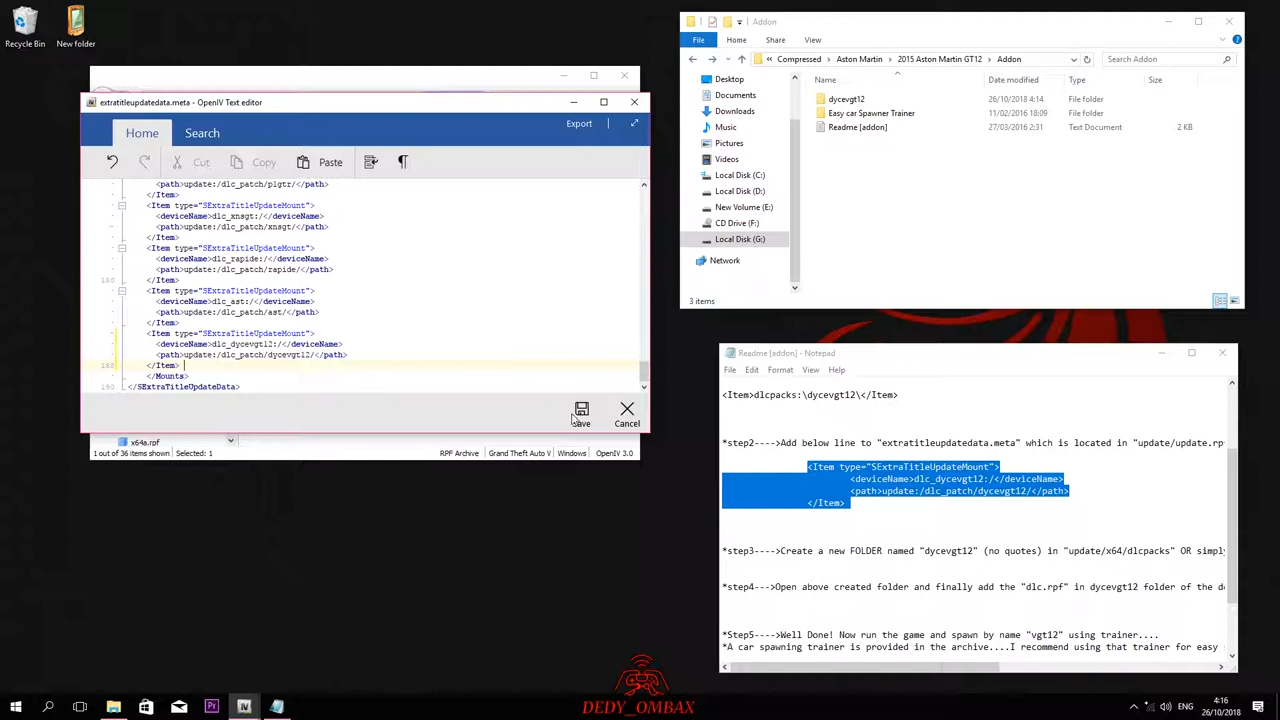 Recycle Bin
New folder
extratitleupdatedata.meta - OpenIV Text editor
Home
Search
Export
Cut
Copy
Paste
<path>update:/dlc_patch/plgtr/</path>
</Item>
<Item type="SExtraTitleUpdateMount">
<deviceName>dlc_xnsgt:/</deviceName>
<path>update:/dlc_patch/xnsgt/</path>
</Item>
<Item type="SExtraTitleUpdateMount">
<deviceName>dlc_rapide:/</deviceName>
<path>update:/dlc_patch/rapide/</path>
180 </Item>
<Item type="SExtraTitleUpdateMount">
<deviceName>dlc_ast:/</deviceName>
<path>update:/dlc_patch/ast/</path>
</Item>
<Item type="SExtraTitleUpdateMount">
<deviceName>dlc_dycevgt12:/</deviceName>
<path>update:/dlc_patch/dycevgt12/</path>
188 </Item>
</Mounts>
190 </SExtraTitleUpdateData>
Save
Cancel
x64a.rpf
1 out of 36 items shown
Selected: 1
RPF Archive
Grand Theft Auto V
Windows
OpenIV 3.0
Addon
File
Home
Share
View
« Compressed > Aston Martin > 2015 Aston Martin GT12 > Addon
Search Addon
Desktop
Documents
Downloads
Music
Pictures
Videos
Local Disk (C:)
Local Disk (D:)
New Volume (E:)
CD Drive (F:)
Local Disk (G:)
Network
Name
Date modified
Type
Size
dycevgt12 26/10/2018 4:14 File folder
Easy car Spawner Trainer 11/02/2016 18:09 File folder
Readme [addon] 27/03/2016 2:31 Text Document 2 KB
3 items
Readme [addon] - Notepad
File Edit Format View Help
<Item>dlcpacks:\dycevgt12\</Item>
*step2---->Add below line to "extratitleupdatedata.meta" which is located in "update/update.rp
<Item type="SExtraTitleUpdateMount">
<deviceName>dlc_dycevgt12:/</deviceName>
<path>update:/dlc_patch/dycevgt12/</path>
</Item>
*step3---->Create a new FOLDER named "dycevgt12" (no quotes) in "update/x64/dlcpacks" OR simply
*step4--->Open above created folder and finally add the "dlc.rpf" in dycevgt12 folder of the d
*Step5---->Well Done! Now run the game and spawn by name "vgt12" using trainer....
*A car spawning trainer is provided in the archive....I recommend using that trainer for easy
DEDY_OMBAX
ENG
4:16
26/10/2018